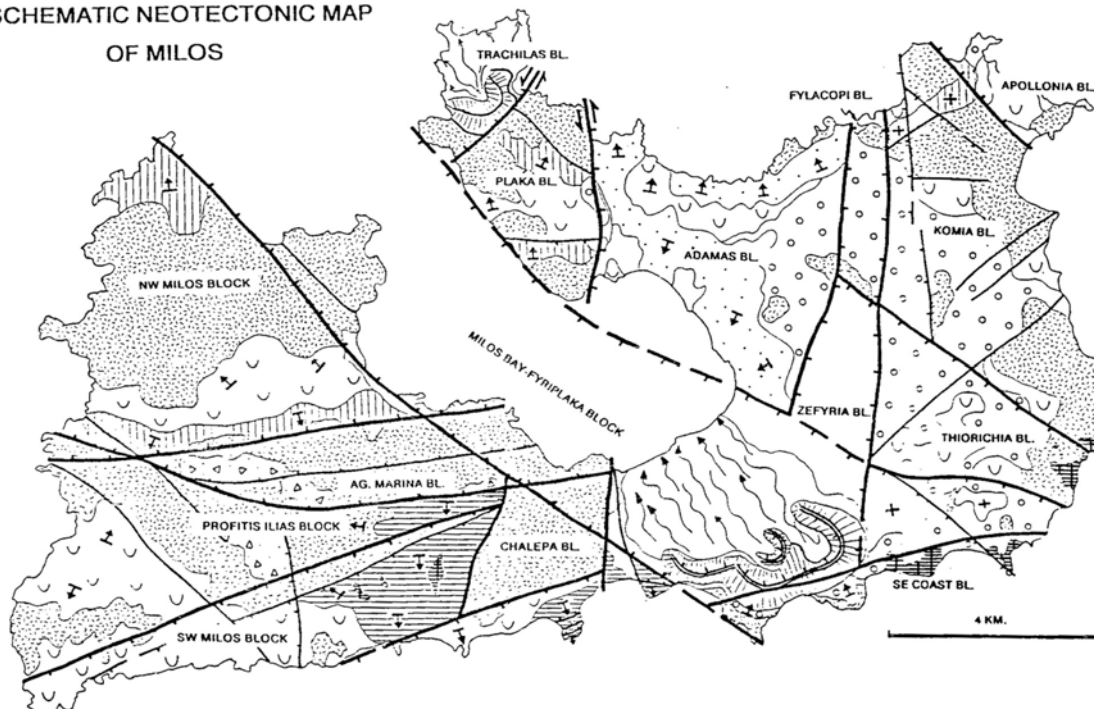 SCHEMATIC NEOTECTONIC MAP
OF MILOS
TRACHILAS BL.
FYLACOPI BL.
APOLLONIA BL.
PLAKA BL.
KOMIA BL.
ADAMAS BL.
NW MILOS BLOCK
MILOS BAY-FYRIPLAKA BLOCK
ZEFYRIA BL.
THIORICHIA BL.
AG. MARINA BL.
PROFITIS ILIAS BLOCK
CHALEPA BL.
SE COAST BL.
SW MILOS BLOCK
4 KM.